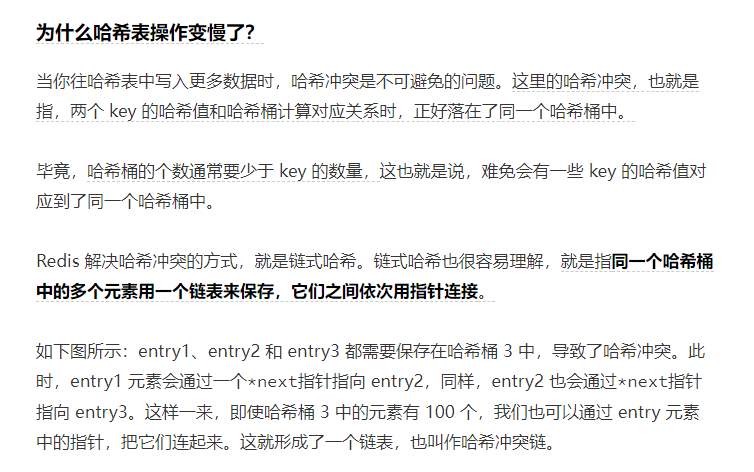 为什么哈希表操作变慢了？
当你往哈希表中写入更多数据时，哈希冲突是不可避免的问题。这里的哈希冲突，也就是
指，两个 key 的哈希值和哈希桶计算对应关系时，正好落在了同一个哈希桶中。
毕竟，哈希桶的个数通常要少于 key 的数量，这也就是说，难免会有一些 key 的哈希值对
应到了同一个哈希桶中。
Redis 解决哈希冲突的方式，就是链式哈希。链式哈希也很容易理解，就是指同一个哈希桶
中的多个元素用一个链表来保存，它们之间依次用指针连接。
如下图所示：entry1、entry2 和 entry3 都需要保存在哈希桶 3 中，导致了哈希冲突。此
时，entry1 元素会通过一个*next指针指向 entry2，同样，entry2 也会通过*next指针
指向 entry3。这样一来，即使哈希桶 3 中的元素有 100 个，我们也可以通过 entry 元素
中的指针，把它们连起来。这就形成了一个链表，也叫作哈希冲突链。